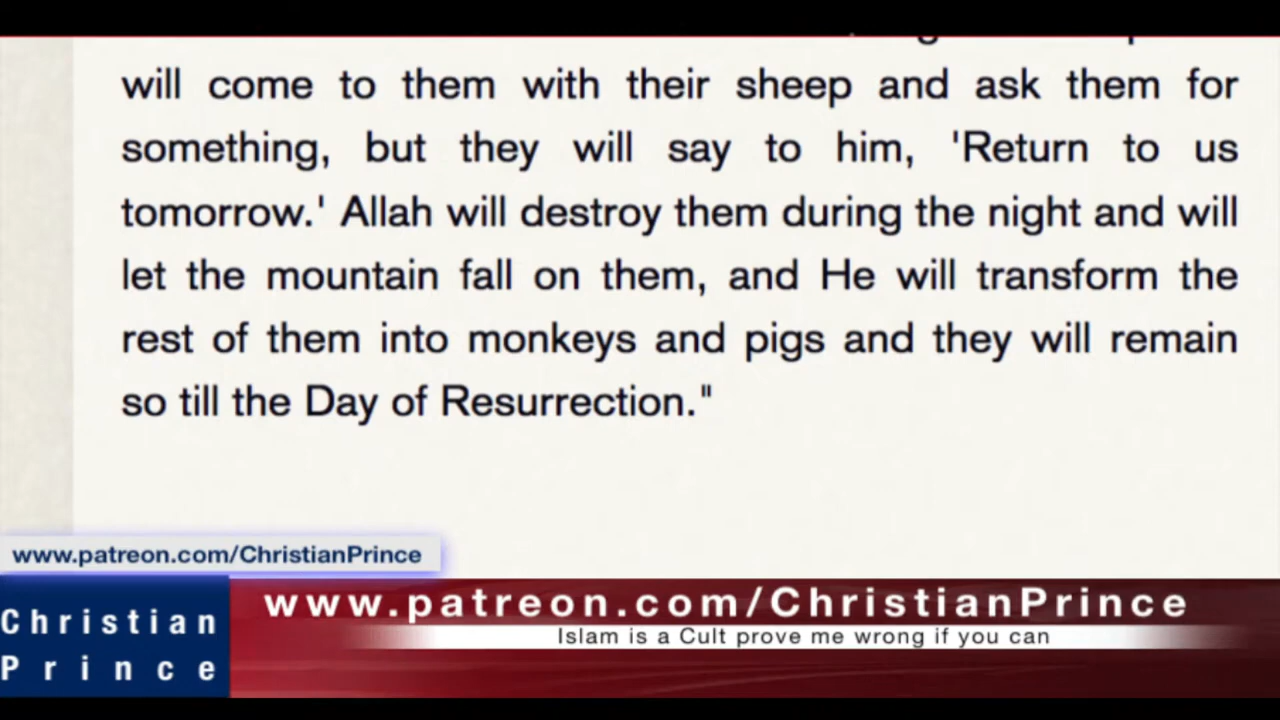 will come to them with their sheep and ask them for
something, but they will say to him, 'Return to us
tomorrow.' Allah will destroy them during the night and will
let the mountain fall on them, and He will transform the
rest of them into monkeys and pigs and they will remain
so till the Day of Resurrection."
www.patreon.com/ChristianPrince
Christian
Prince
www.patreon.com/ChristianPrince
Islam is a Cult prove me wrong if you can